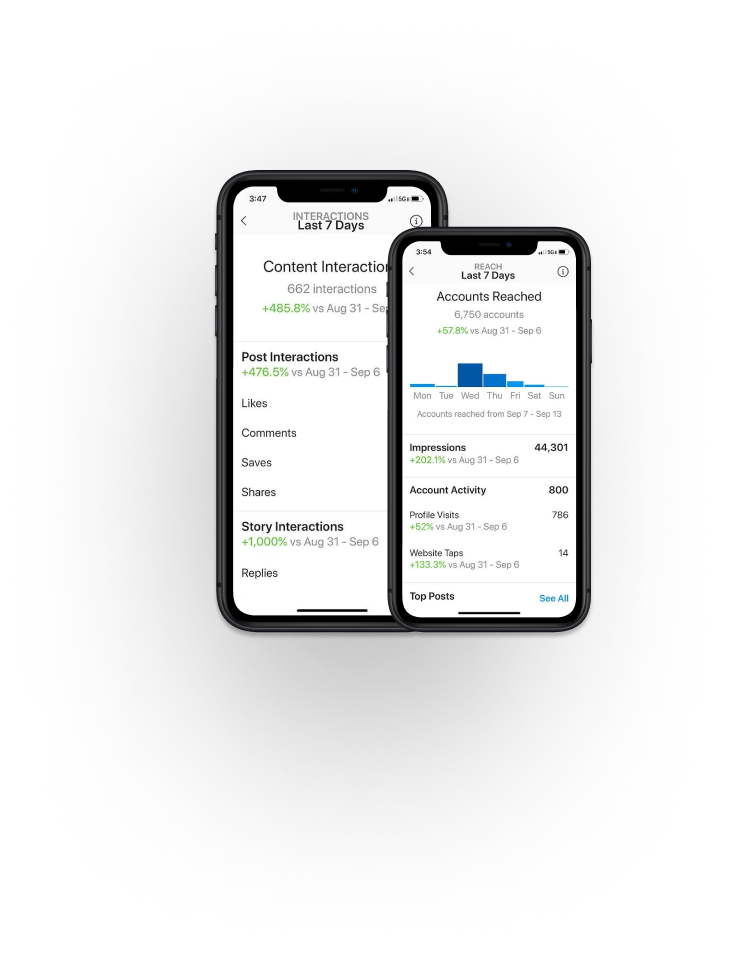 3:47
5G
INTERACTIONS
Last 7 Days
Content Interaction
662 interactions
+485.8% vs Aug 31 - Sep
Post Interactions
+476.5% vs Aug 31 - Sep 6
Likes
Comments
Saves
Shares
Story Interactions
+1,000% vs Aug 31 - Sep 6
Replies
3:54
5G
REACH
Last 7 Days
Accounts Reached
6,750 accounts
+57.8% vs Aug 31 - Sep 6
Mon Tue Wed Thu Fri Sat Sun
Accounts reached from Sep 7 - Sep 13
Impressions 44,301
+202.1% vs Aug 31 - Sep 6
Account Activity 800
Profile Visits 786
+52% vs Aug 31 - Sep 6
Website Taps 14
+133.3% vs Aug 31 - Sep 6
Top Posts See All